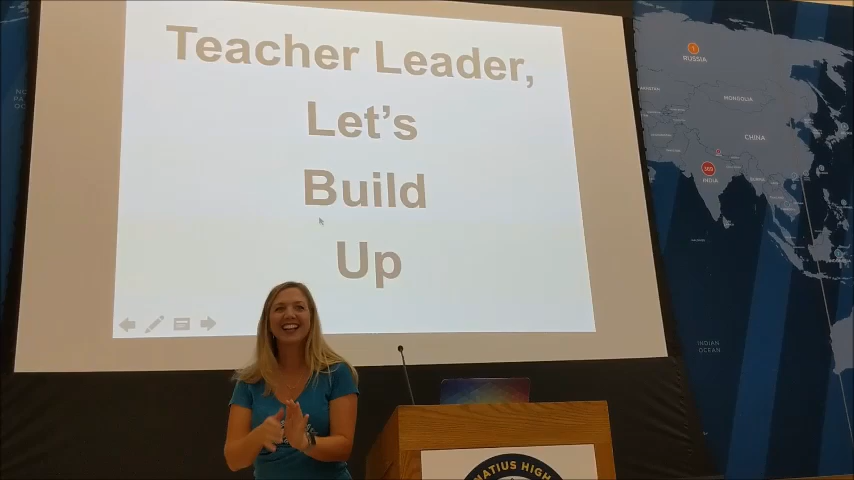 Teacher Leader,
Let's
Build
Up
RUSSIA
MONGOLIA
CHINA
INDIA
INDIAN
OCEAN
NATIUS HIGH